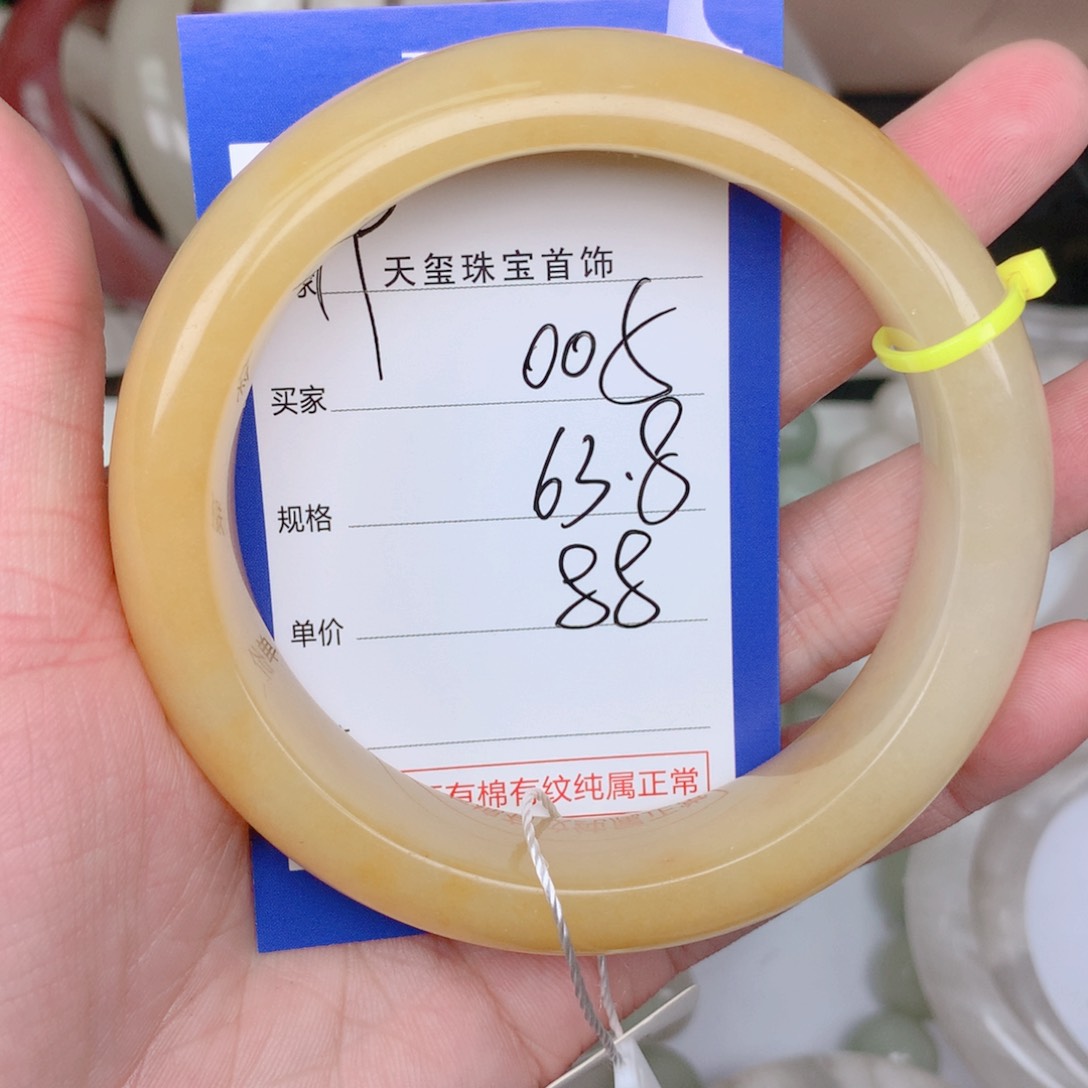 家 天玺珠宝首饰
买家 008
规格 63.8
单价 88
有棉有纹纯属正常